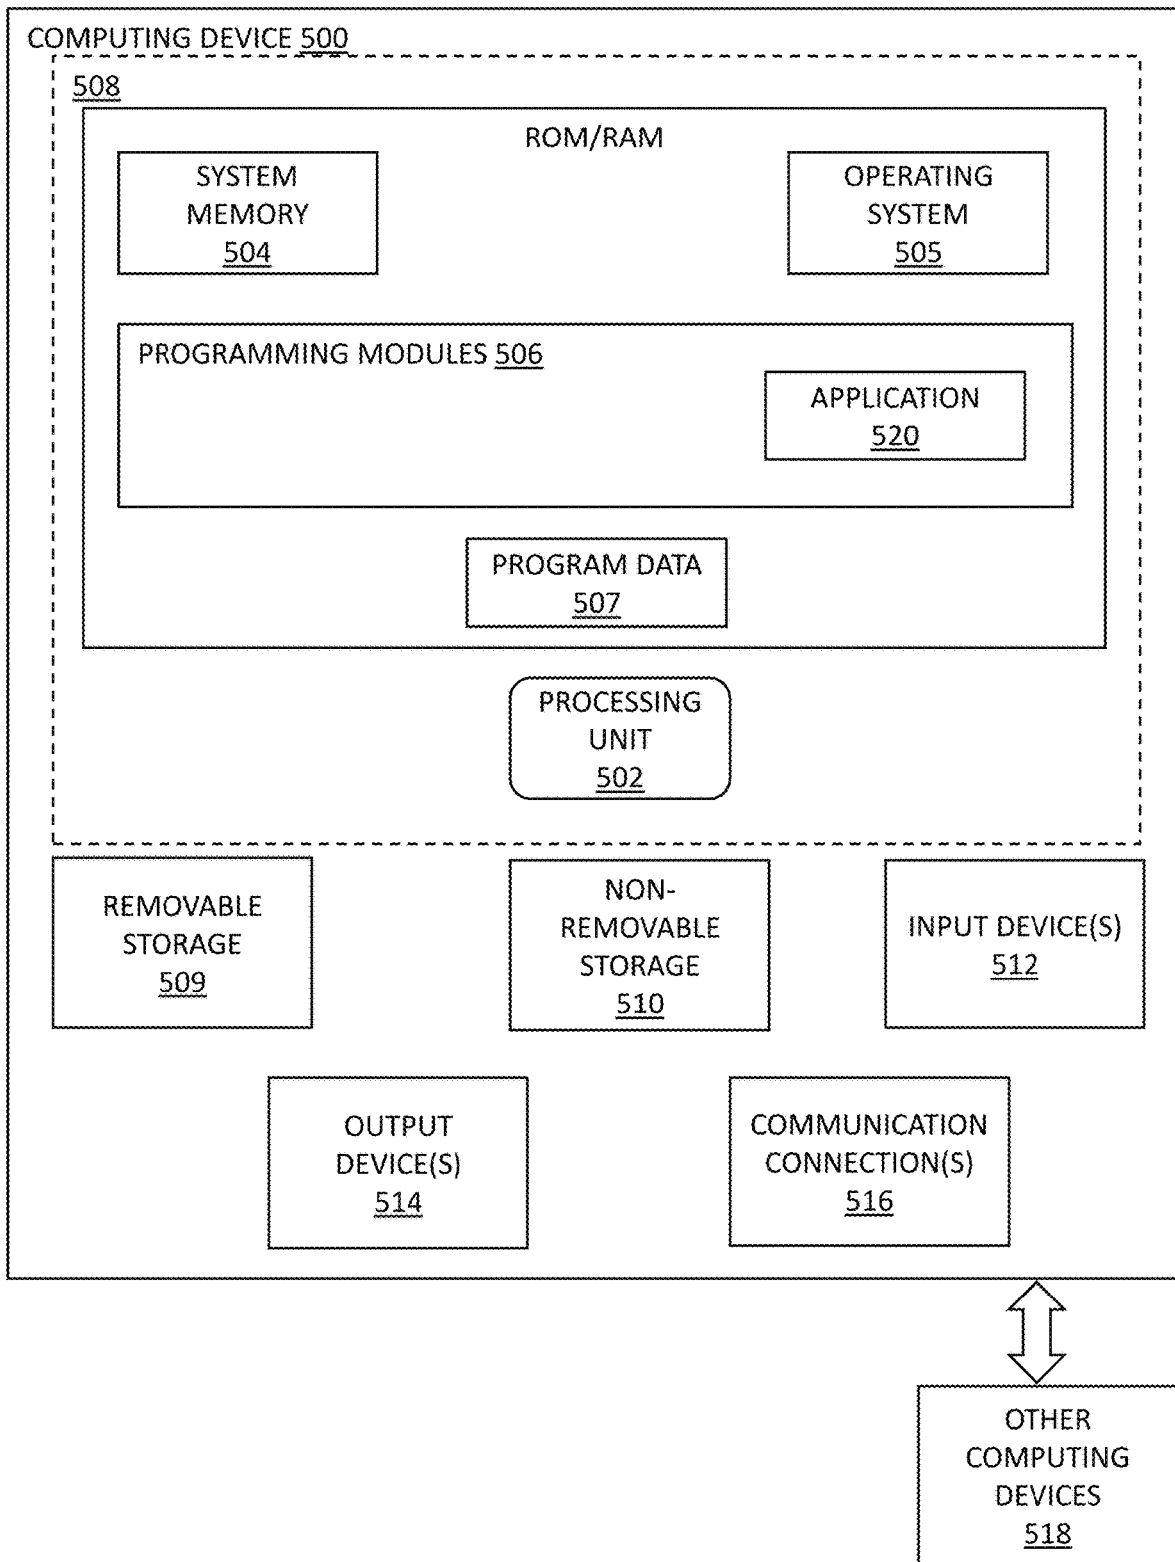 COMPUTING DEVICE 500
508
ROM/RAM
SYSTEM
MEMORY
504
OPERATING
SYSTEM
505
PROGRAMMING MODULES 506
APPLICATION
520
PROGRAM DATA
507
PROCESSING
UNIT
502
REMOVABLE
STORAGE
509
NON-
REMOVABLE
STORAGE
510
INPUT DEVICE(S)
512
OUTPUT
DEVICE(S)
514
COMMUNICATION
CONNECTION(S)
516
OTHER
COMPUTING
DEVICES
518